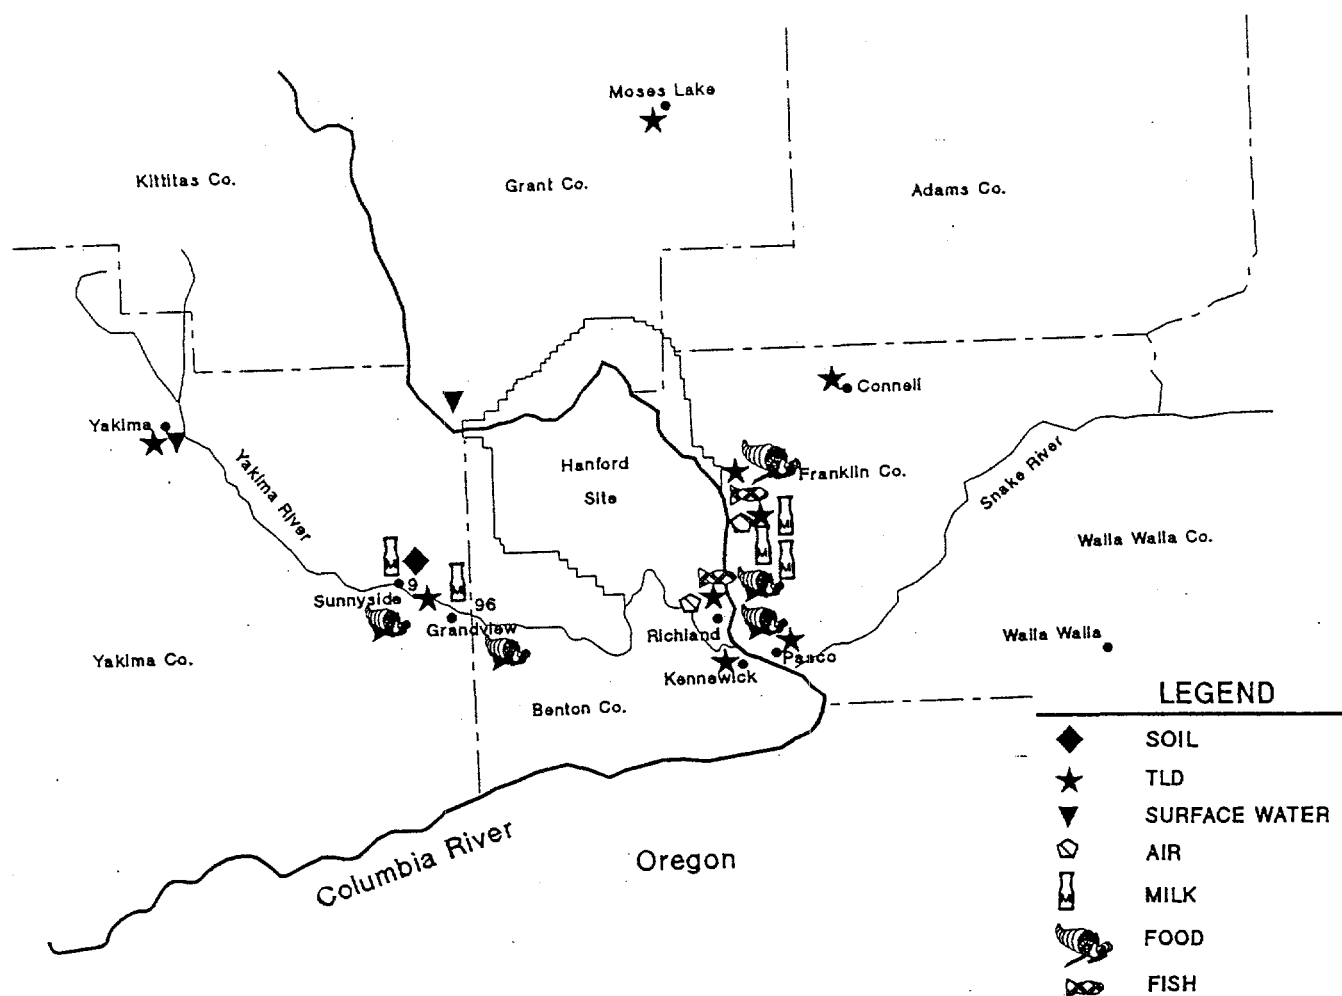 Moses Lake
Kittitas Co.
Grant Co.
Adams Co.
Connell
Yakima
Yakima River
Hanford
Site
Franklin Co.
Snake River
Walla Walla Co.
M
M
M
M
M
9
Sunnyside
96
Grandview
Richland
Walla Walla
Pasco
Yakima Co.
Kennewick
Benton Co.
LEGEND
SOIL
TLD
SURFACE WATER
AIR
M MILK
FOOD
FISH
Columbia River
Oregon